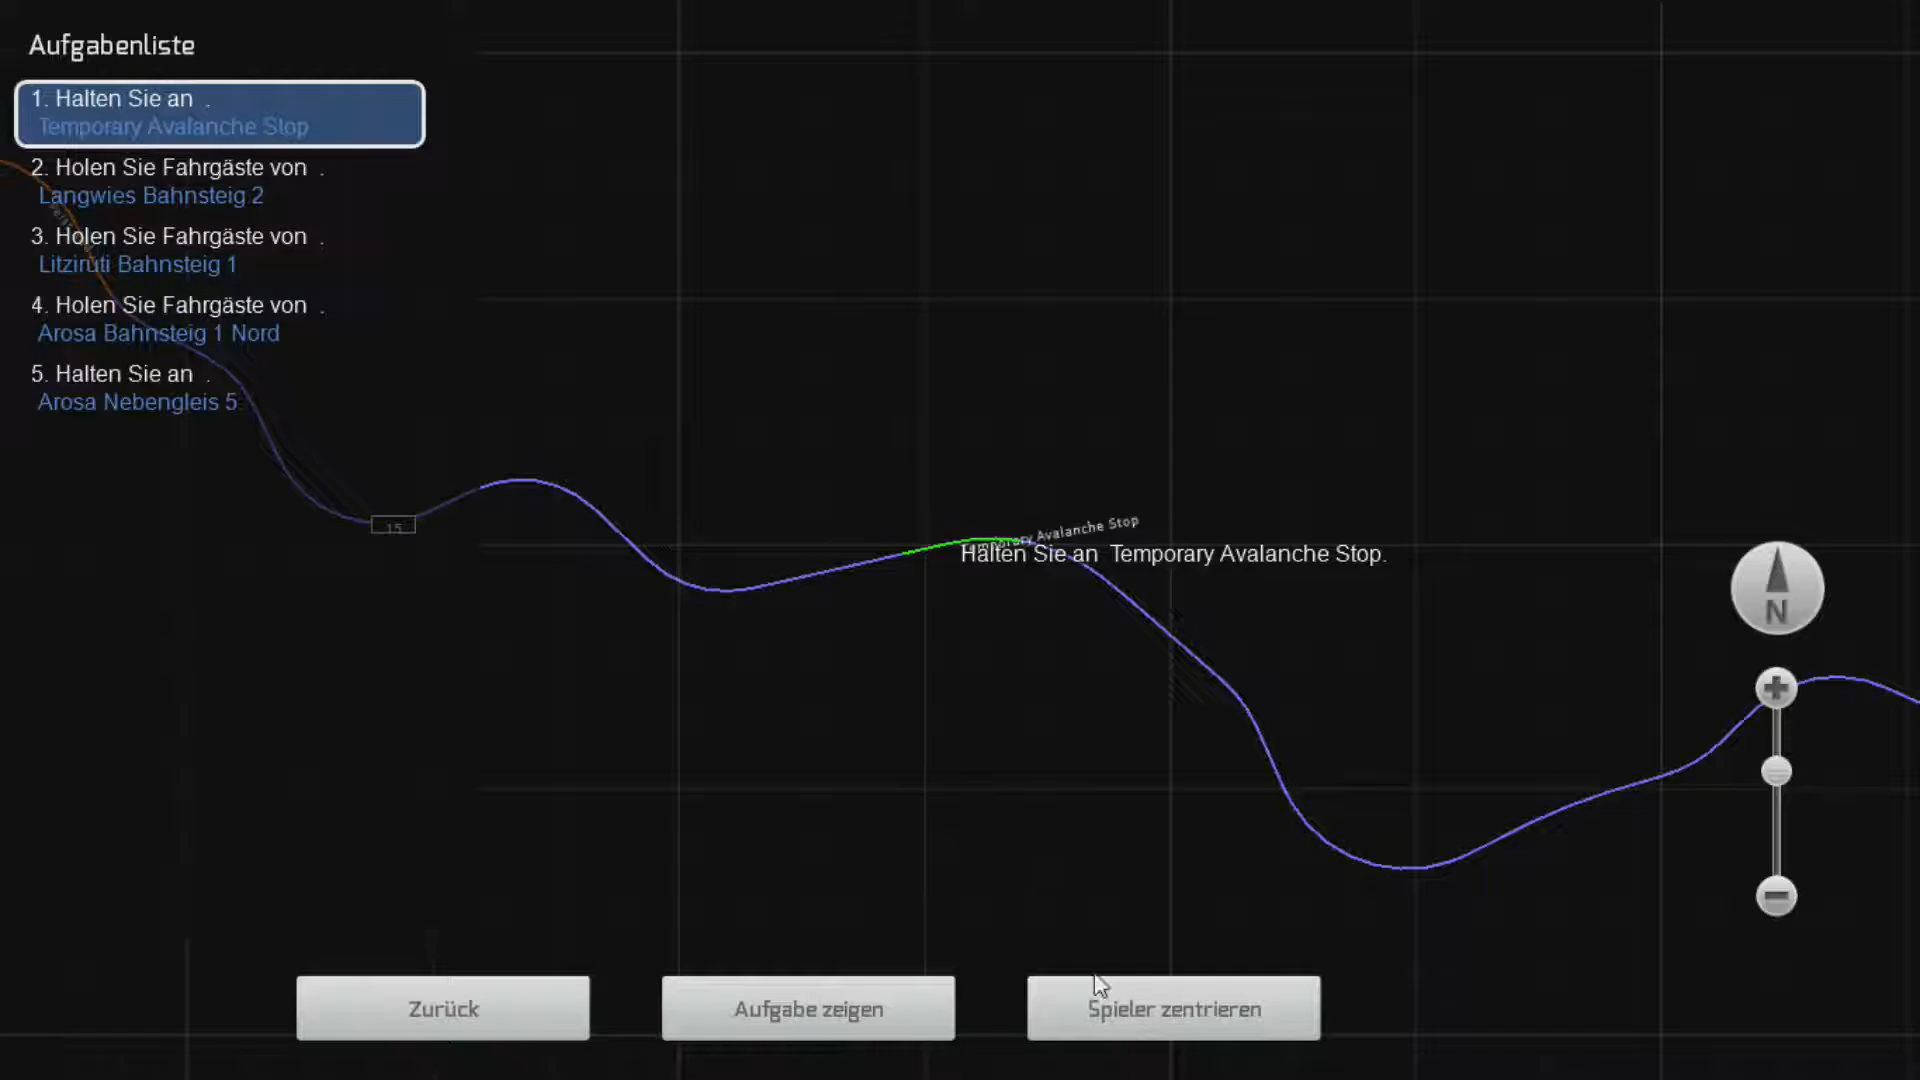 Aufgabenliste
1. Halten Sie an .
Temporary Avalanche Stop
2. Holen Sie Fahrgäste von .
Langwies Bahnsteig 2
3. Holen Sie Fahrgäste von .
Litzirüti Bahnsteig 1
4. Holen Sie Fahrgäste von .
Arosa Bahnsteig 1 Nord
5. Halten Sie an .
Arosa Nebengleis 5
15
Temporary Avalanche Stop
Halten Sie an Temporary Avalanche Stop.
N
Zurück
Aufgabe zeigen
Spieler zentrieren